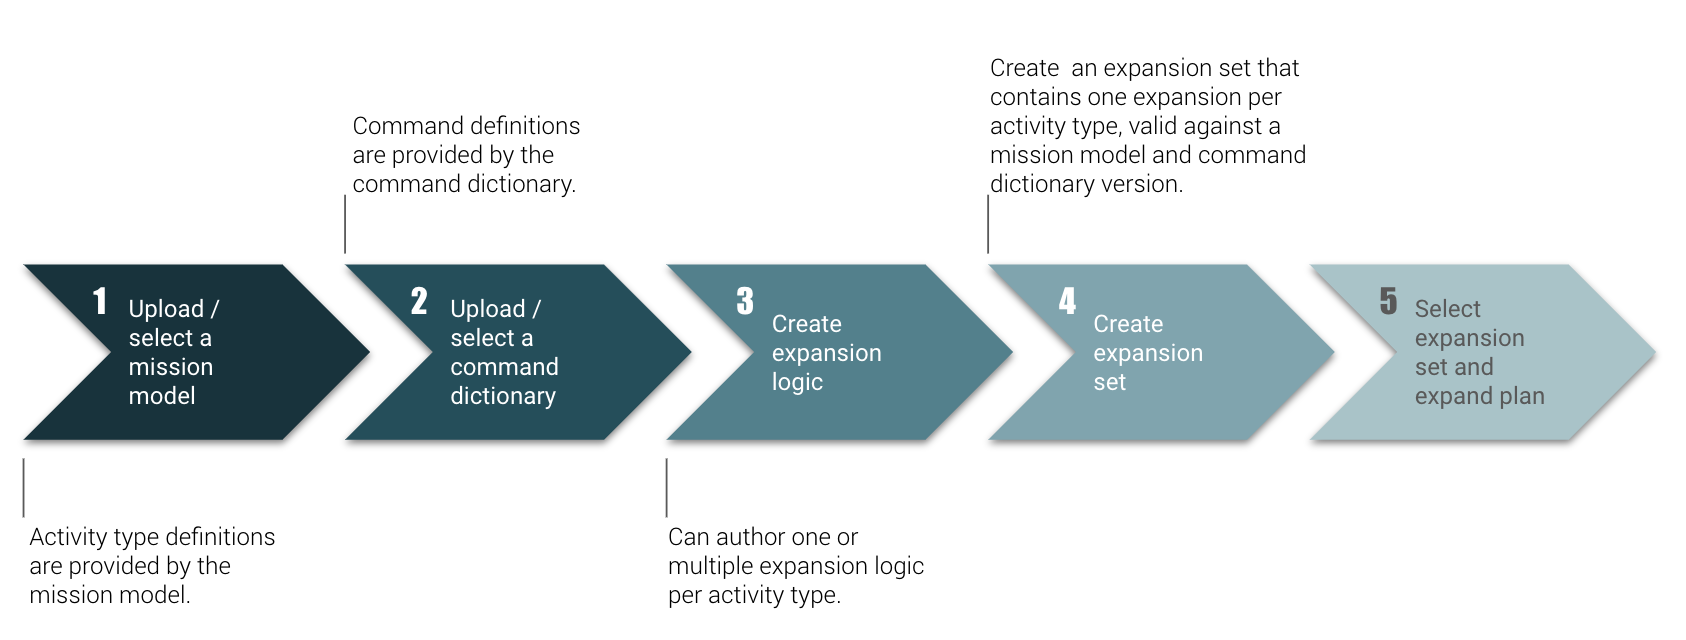 Create  an expansion set that
contains one expansion per
activity type, valid against a
mission model and command
dictionary version.
Command definitions
are provided by the
command dictionary.
1
Upload /
select a
mission
model
2
Upload /
select a
command
dictionary
3
Create
expansion
logic
4
Create
expansion
set
5
Select
expansion
set and
expand plan
Activity type definitions
are provided by the
mission model.
Can author one or
multiple expansion logic
per activity type.